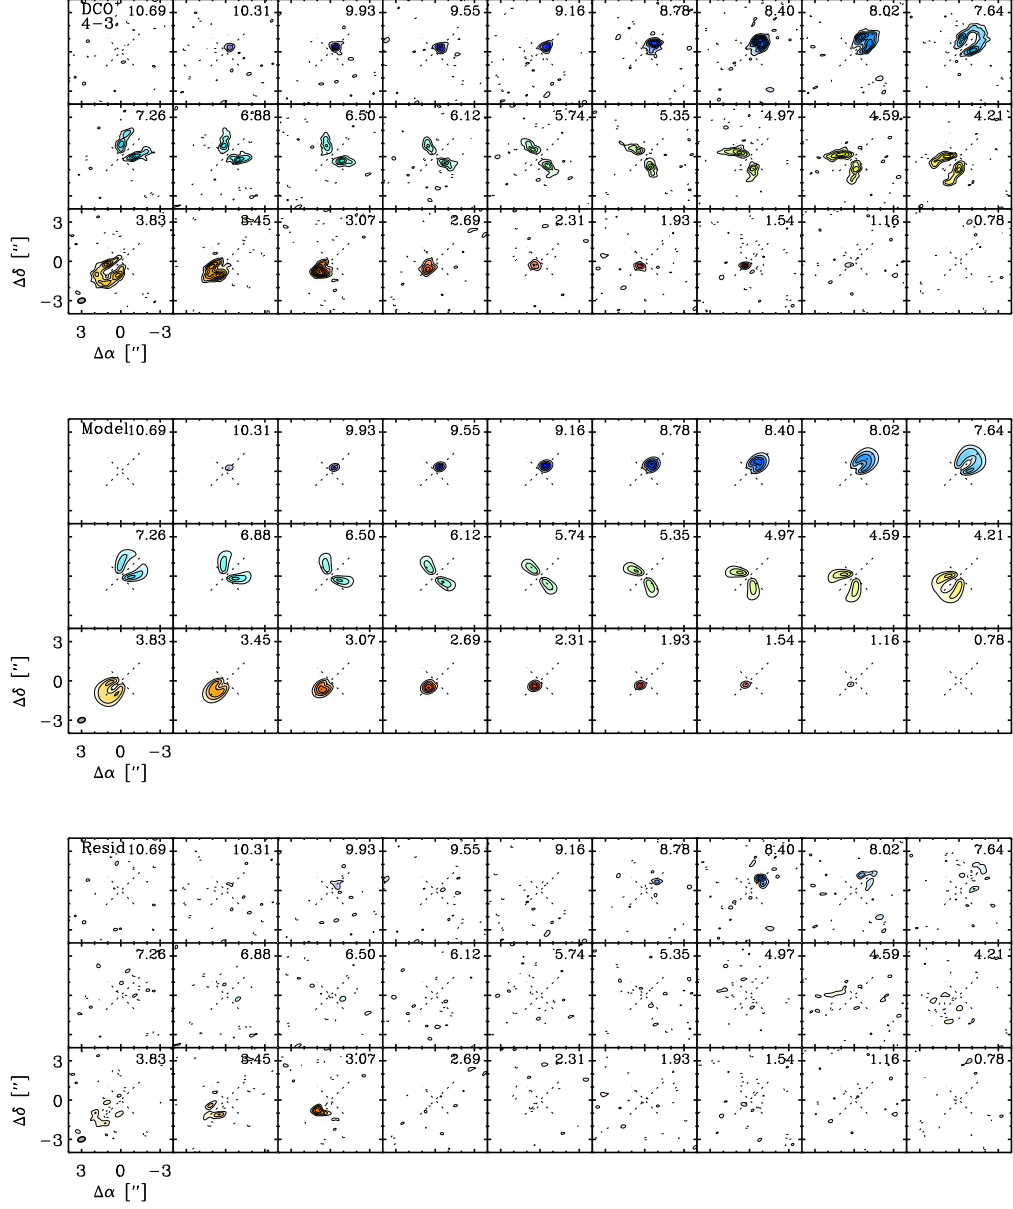 DCO+ 10.69 10.31 9.93 9.55 9.16 8.78 8.40 8.02 7.64
4-3
7.26 6.88 6.50 6.12 5.74 5.35 4.97 4.59 4.21
3 3.83 3.45 3.07 2.69 2.31 1.93 1.54 1.16 0.78
Δδ ["] 0
-3
3 0 -3
Δα ["]
Model 10.69 10.31 9.93 9.55 9.16 8.78 8.40 8.02 7.64
7.26 6.88 6.50 6.12 5.74 5.35 4.97 4.59 4.21
3 3.83 3.45 3.07 2.69 2.31 1.93 1.54 1.16 0.78
Δδ ["] 0
-3
3 0 -3
Δα ["]
Resid 10.69 10.31 9.93 9.55 9.16 8.78 8.40 8.02 7.64
7.26 6.88 6.50 6.12 5.74 5.35 4.97 4.59 4.21
3 3.83 3.45 3.07 2.69 2.31 1.93 1.54 1.16 0.78
Δδ ["] 0
-3
3 0 -3
Δα ["]